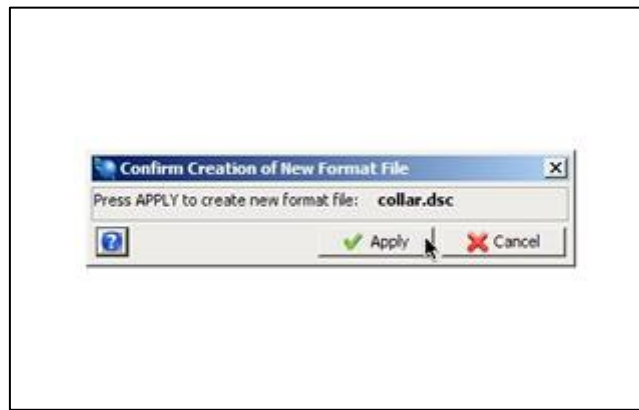 Confirm Creation of New Format File
Press APPLY to create new format file: collar.dsc
Apply Cancel